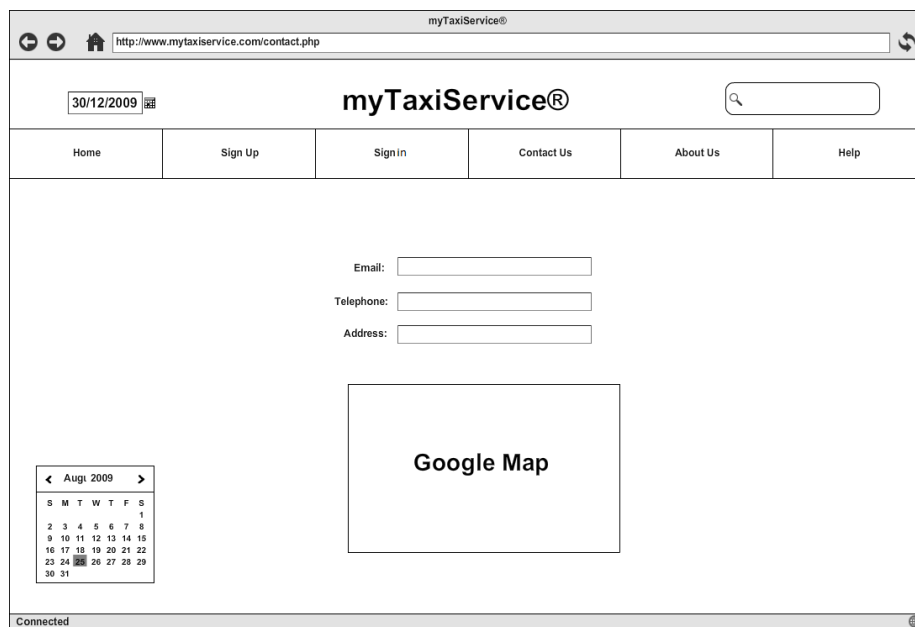 myTaxiService®
http://www.mytaxiservice.com/contact.php
30/12/2009
myTaxiService®
Home Sign Up Signin Contact Us About Us Help
Email:
Telephone:
Address:
Google Map
Augu 2009
S M T W T F S
1
2 3 4 5 6 7 8
9 10 11 12 13 14 15
16 17 18 19 20 21 22
23 24 25 26 27 28 29
30 31
Connected